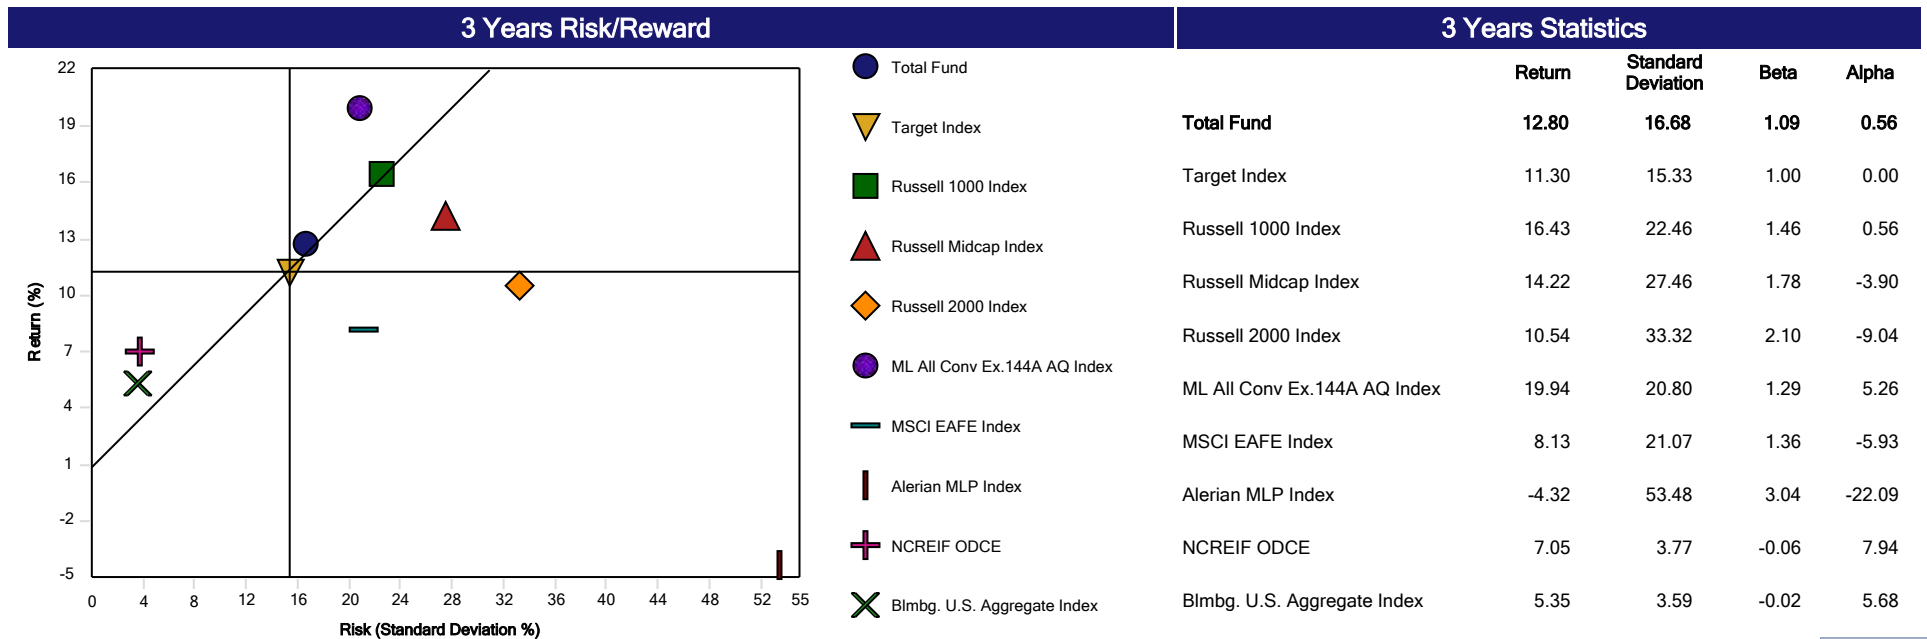 3 Years Risk/Reward
22
19
16
13
10
7
4
1
-2
-5
Return (%)
0 4 8 12 16 20 24 28 32 36 40 44 48 52 55
Risk (Standard Deviation %)
Total Fund
Target Index
Russell 1000 Index
Russell Midcap Index
Russell 2000 Index
ML All Conv Ex.144A AQ Index
MSCI EAFE Index
Alerian MLP Index
NCREIF ODCE
Blmbg. U.S. Aggregate Index
3 Years Statistics
Return Standard Deviation Beta Alpha
Total Fund 12.80 16.68 1.09 0.56
Target Index 11.30 15.33 1.00 0.00
Russell 1000 Index 16.43 22.46 1.46 0.56
Russell Midcap Index 14.22 27.46 1.78 -3.90
Russell 2000 Index 10.54 33.32 2.10 -9.04
ML All Conv Ex.144A AQ Index 19.94 20.80 1.29 5.26
MSCI EAFE Index 8.13 21.07 1.36 -5.93
Alerian MLP Index -4.32 53.48 3.04 -22.09
NCREIF ODCE 7.05 3.77 -0.06 7.94
Blmbg. U.S. Aggregate Index 5.35 3.59 -0.02 5.68